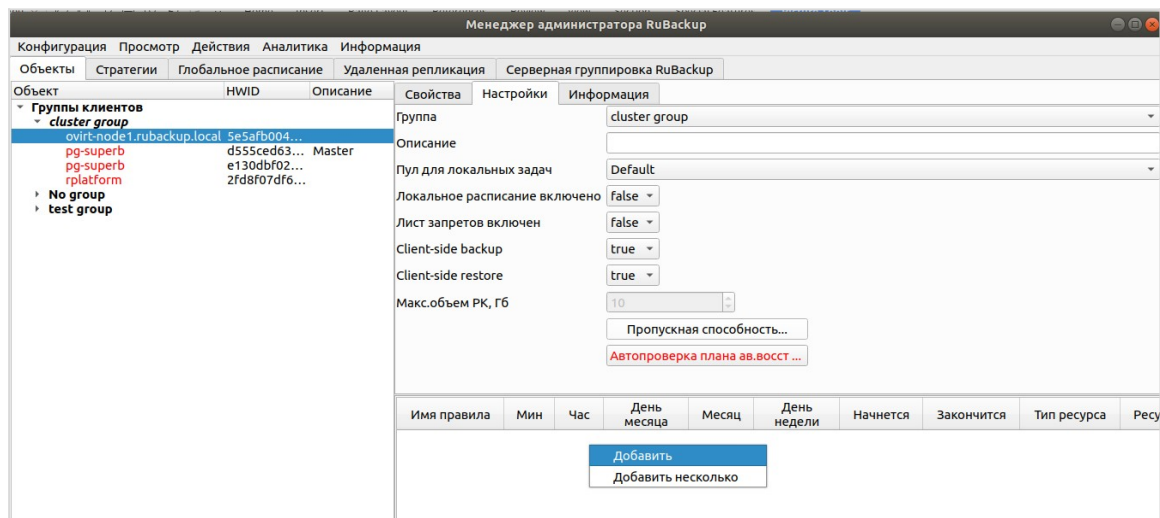 Менеджер администратора RuBackup
Конфигурация Просмотр Действия Аналитика Информация
Объекты Стратегии Глобальное расписание Удаленная репликация Серверная группировка RuBackup
Объект HWID Описание
Группы клиентов
cluster group
ovirt-node1.rubackup.local 5e5afb004...
pg-superb d555ced63... Master
pg-superb e130dbf02...
rplatform 2fd8f07df6...
No group
test group
Свойства Настройки Информация
Группа cluster group
Описание
Пул для локальных задач Default
Локальное расписание включено false
Лист запретов включен false
Client-side backup true
Client-side restore true
Макс.объем РК, Гб 10
Пропускная способность...
Автопроверка плана ав.восст ...
Имя правила Мин Час День месяца Месяц День недели Начнется Закончится Тип ресурса Ресу
Добавить
Добавить несколько